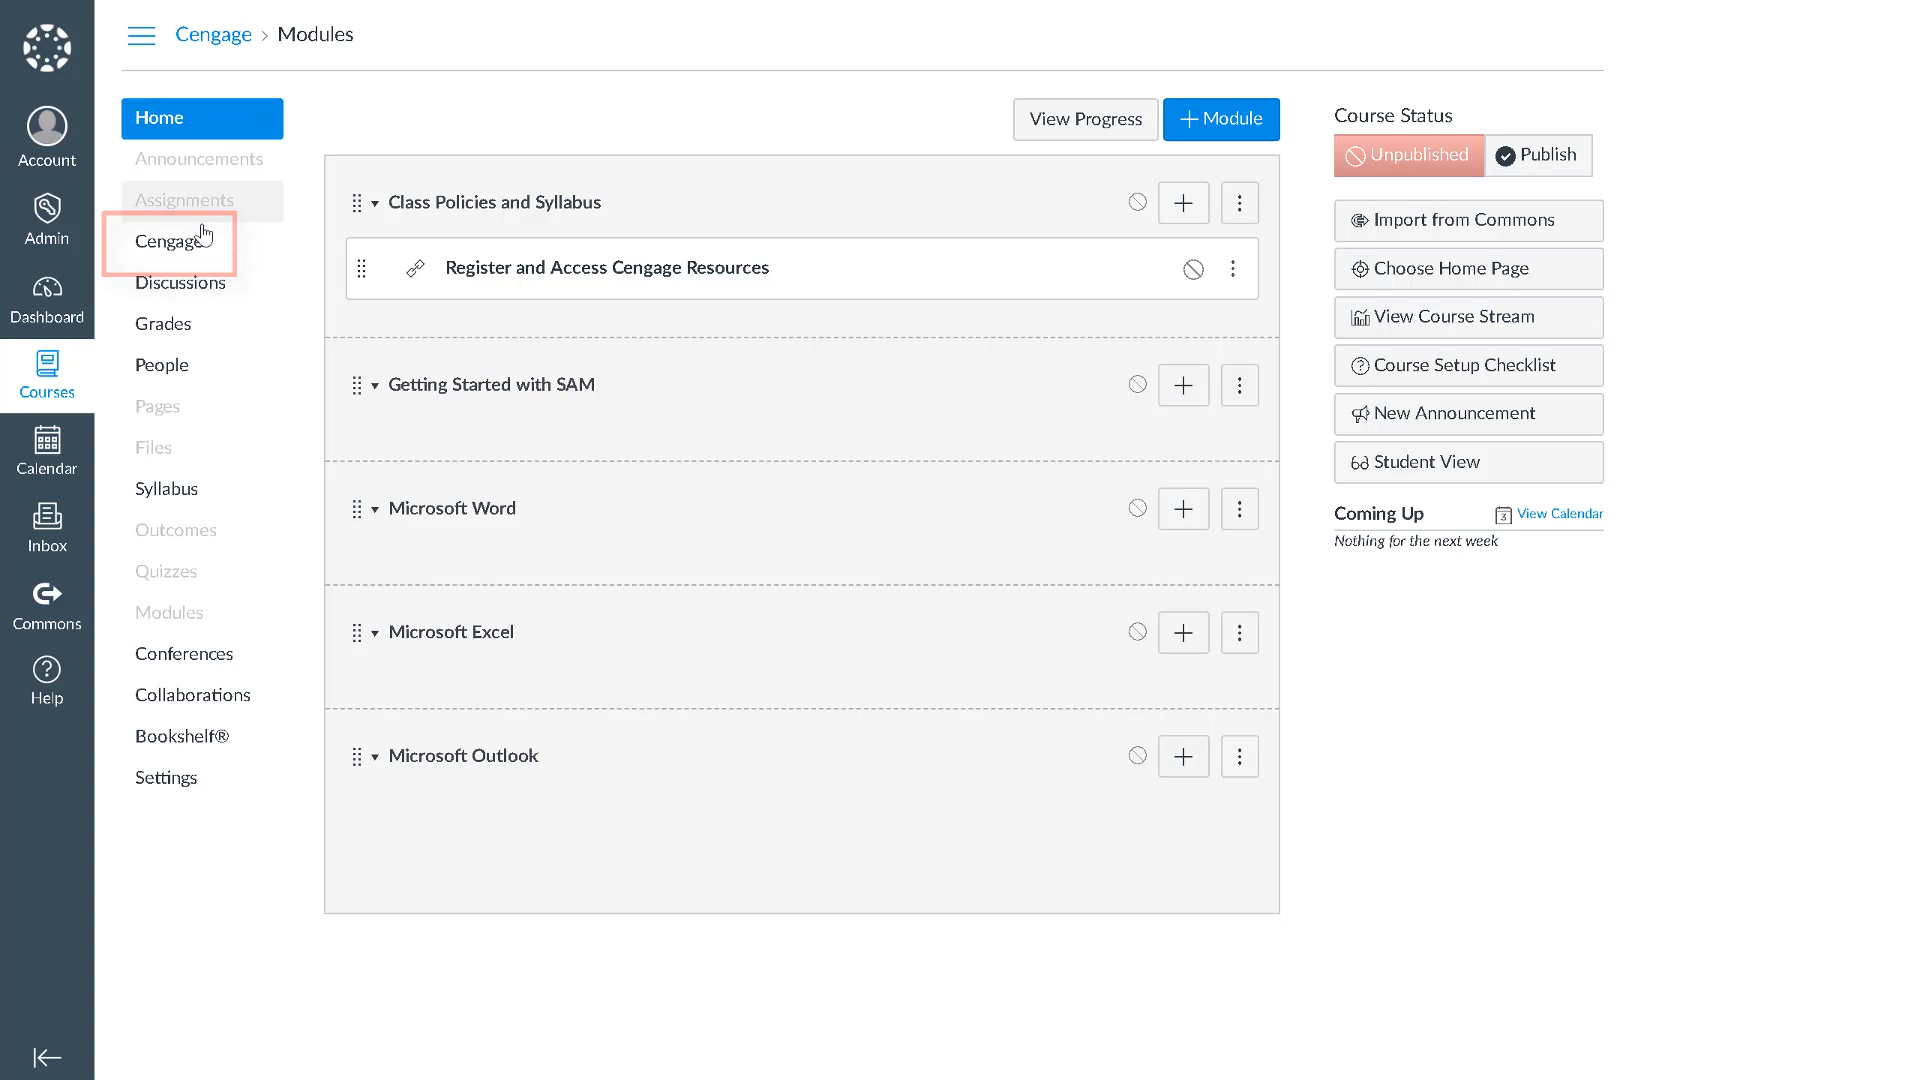 Cengage > Modules
Account
Admin
Dashboard
Courses
Calendar
Inbox
Commons
Help
Home
Announcements
Assignments
Cengage
Discussions
Grades
People
Pages
Files
Syllabus
Outcomes
Quizzes
Modules
Conferences
Collaborations
Bookshelf®
Settings
View Progress
+ Module
Class Policies and Syllabus
Register and Access Cengage Resources
Getting Started with SAM
Microsoft Word
Microsoft Excel
Microsoft Outlook
Course Status
Unpublished Publish
Import from Commons
Choose Home Page
View Course Stream
Course Setup Checklist
New Announcement
Student View
Coming Up 3 View Calendar
Nothing for the next week